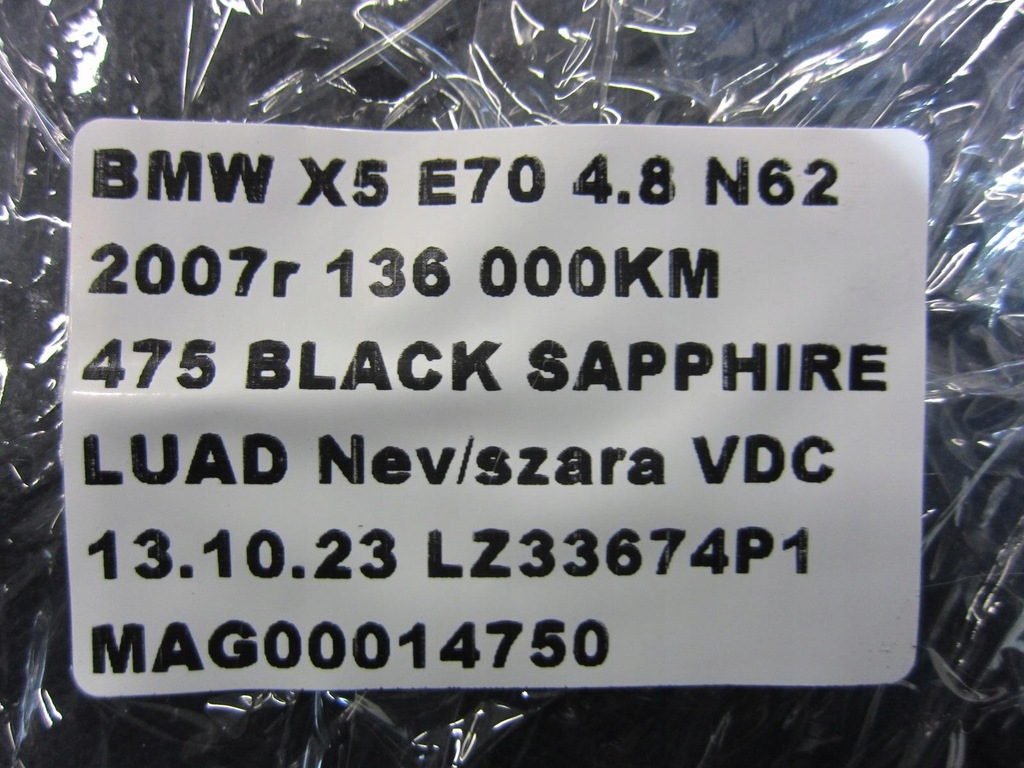 BMW X5 E70 4.8 N62
2007r 136 000KM
475 BLACK SAPPHIRE
LUAD Nev/szara VDC
13.10.23 LZ33674P1
MAG00014750